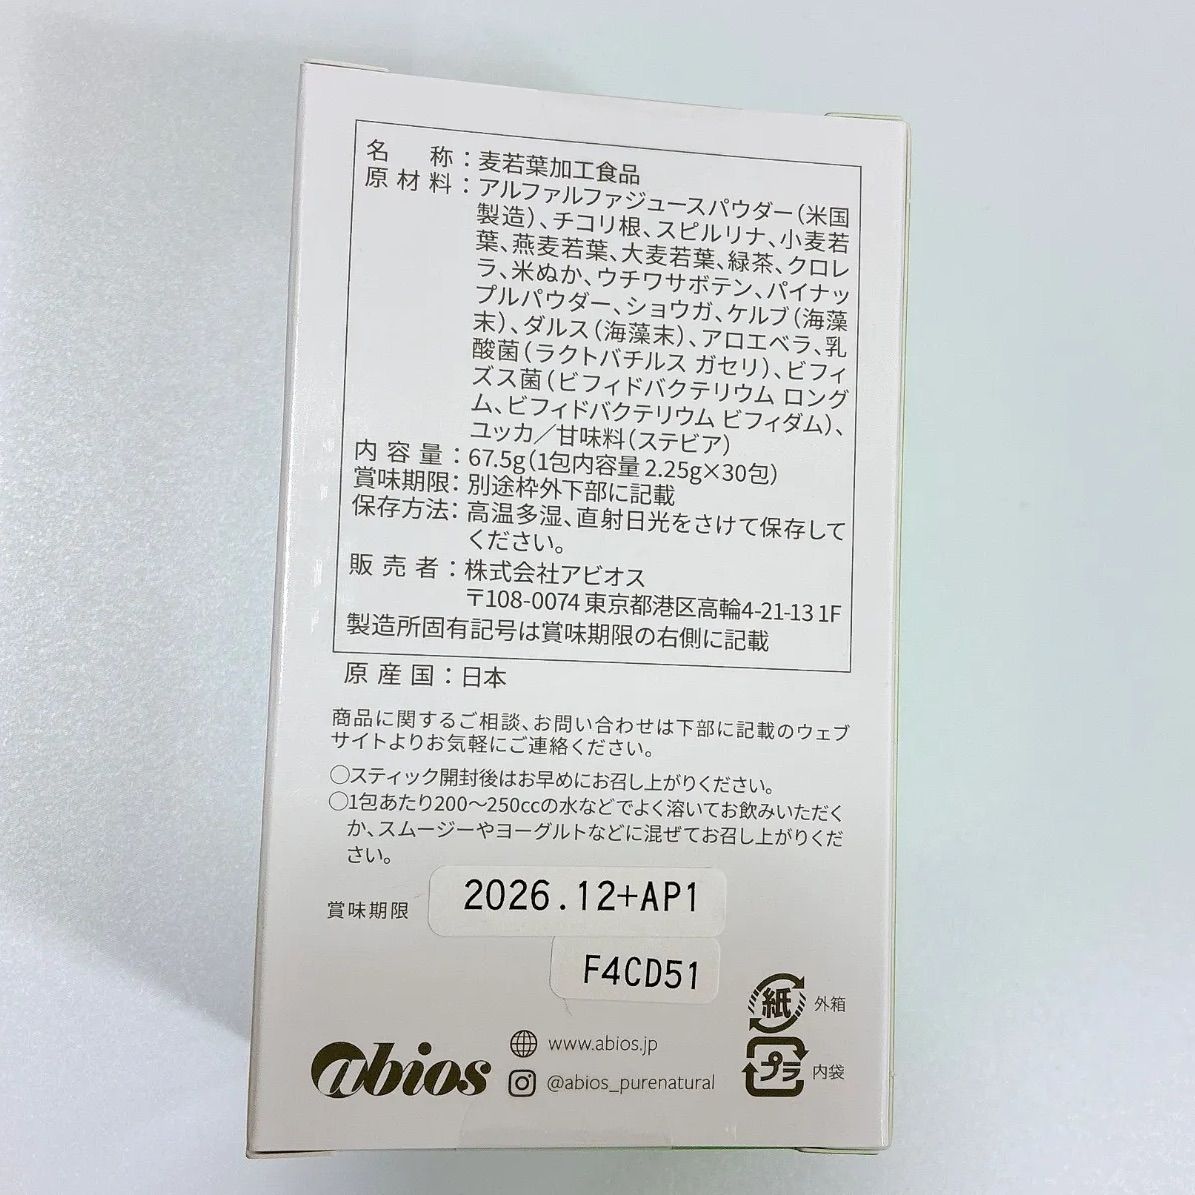 名　称：麦若葉加工食品
原材料：アルファルファジュースパウダー（米国
製造）、チコリ根、スピルリナ、小麦若
葉、燕麦若葉、大麦若葉、緑茶、クロレ
ラ、米ぬか、ウチワサボテン、パイナッ
プルパウダー、ショウガ、ケルプ（海藻
末）、ダルス（海藻末）、アロエベラ、乳
酸菌（ラクトバチルス ガセリ）、ビフィ
ズス菌（ビフィドバクテリウム ロング
ム、ビフィドバクテリウム ビフィダム）、
ユッカ／甘味料（ステビア）
内容量：67.5g（1包内容量 2.25g×30包）
賞味期限：別途枠外下部に記載
保存方法：高温多湿、直射日光をさけて保存して
ください。
販売者：株式会社アビオス
〒108-0074 東京都港区高輪4-21-13 1F
製造所固有記号は賞味期限の右側に記載
原産国：日本
商品に関するご相談、お問い合わせは下部に記載のウェブ
サイトよりお気軽にご連絡ください。
○スティック開封後はお早めにお召し上がりください。
○1包あたり200〜250ccの水などでよく溶いてお飲みいただく
か、スムージーやヨーグルトなどに混ぜてお召し上がりくだ
さい。
賞味期限 2026.12+AP1
F4CD51
紙 外箱
プラ 内袋
abios
www.abios.jp
@abios_purenatural